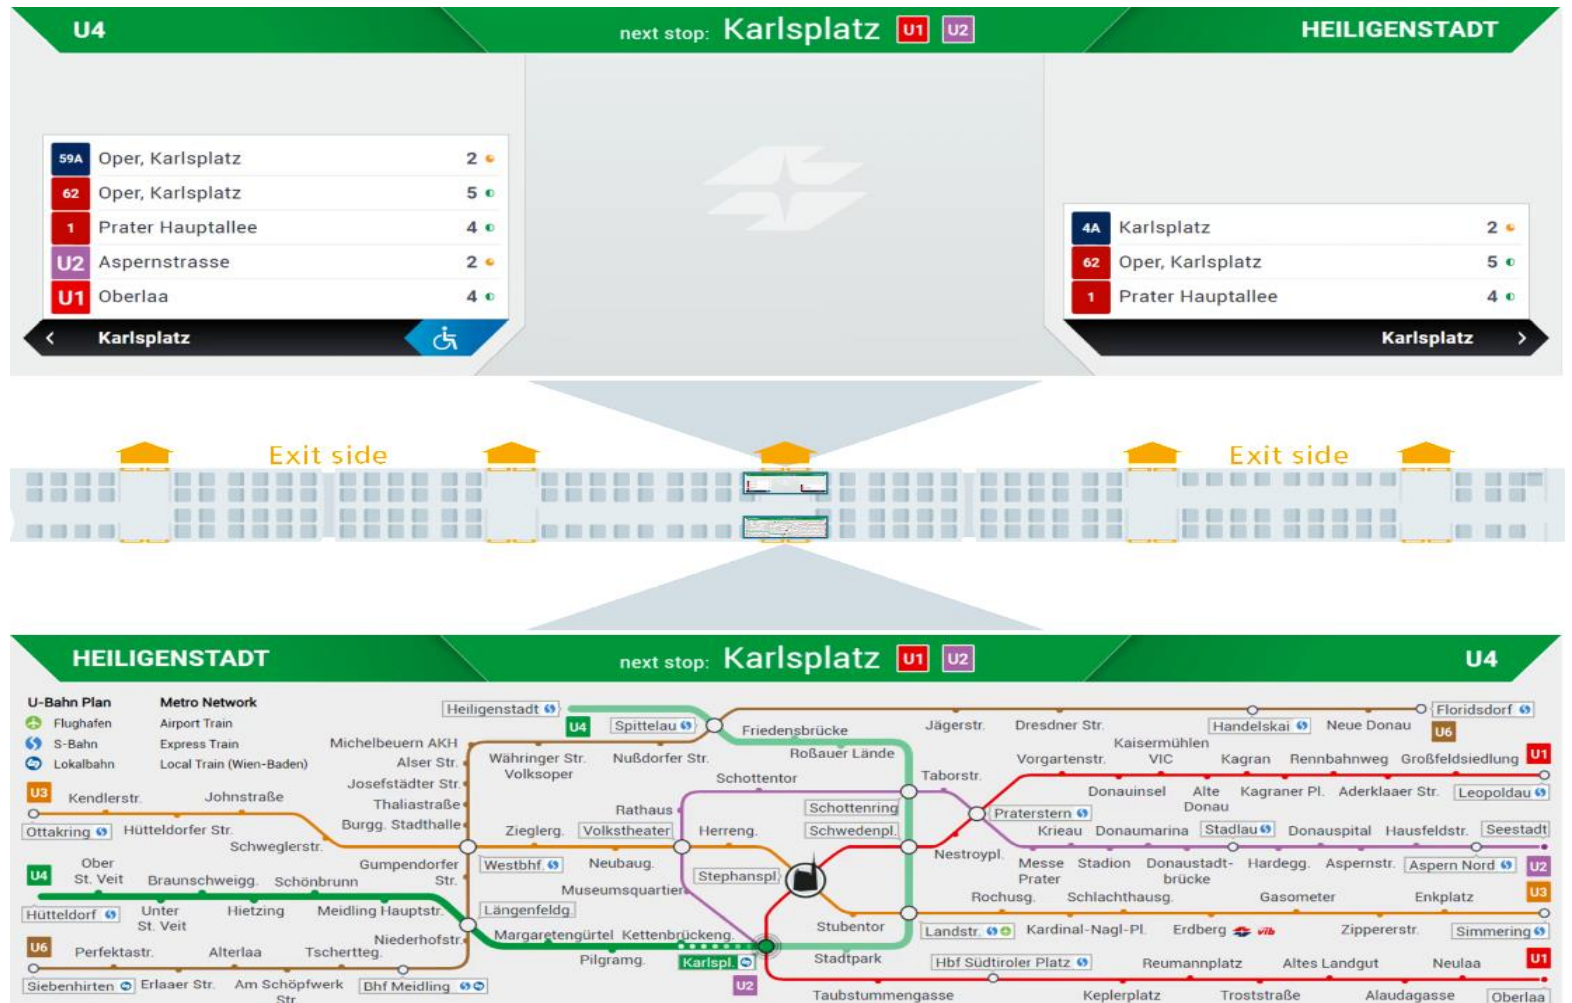 U4
next stop: Karlsplatz U1 U2
HEILIGENSTADT
59A Oper, Karlsplatz 2
62 Oper, Karlsplatz 5
1 Prater Hauptallee 4
U2 Aspernstrasse 2
U1 Oberlaa 4
< Karlsplatz
4A Karlsplatz 2
62 Oper, Karlsplatz 5
1 Prater Hauptallee 4
Karlsplatz >
Exit side
Exit side
HEILIGENSTADT
next stop: Karlsplatz U1 U2
U4
U-Bahn Plan
Metro Network
Flughafen
Airport Train
S-Bahn
Express Train
Lokalbahn
Local Train (Wien-Baden)
Heiligenstadt
U4
Spittelau
Friedensbrücke
Jägerstr.
Dresdner Str.
Handelskai
Neue Donau
Floridsdorf
U6
Michelbeuern AKH
Alser Str.
Josefstädter Str.
Thaliastraße
Burgg. Stadthalle
Währinger Str.
Volksoper
Nußdorfer Str.
Roßauer Lände
Schottentor
Taborstr.
Vorgartenstr.
Kaisermühlen
VIC
Kagran
Rennbahnweg
Großfeldsiedlung
U1
Donauinsel
Alte
Donau
Kagraner Pl.
Aderklaaer Str.
Leopoldau
U3
Kendlerstr.
Johnstraße
Ottakring
Hütteldorfer Str.
Schweglerstr.
Rathaus
Schottenring
Praterstern
Zieglerg.
Volkstheater
Herreng.
Schwedenpl.
Krieau
Donaumarina
Stadlau
Donauspital
Hausfeldstr.
Seestadt
Nestroypl.
Messe
Prater
Stadion
Donaustadt-
brücke
Hardegg.
Aspernstr.
Aspern Nord
U2
U4
Ober
St. Veit
Braunschweigg.
Schönbrunn
Gumpendorfer
Str.
Westbhf.
Neubaug.
Stephanspl.
Museumsquartier
Rochusg.
Schlachthausg.
Gasometer
Enkplatz
U3
Hütteldorf
Unter
St. Veit
Hietzing
Meidling Hauptstr.
Längenfeldg.
Margaretengürtel
Kettenbrückeng.
Stubentor
Landstr.
Kardinal-Nagl-Pl.
Erdberg
vib
Zippererstr.
Simmering
U6
Perfektastr.
Alterlaa
Tschertteg.
Niederhofstr.
Pilgramg.
Karlspl.
Stadtpark
Hbf Südtiroler Platz
Reumannplatz
Altes Landgut
Neulaa
U1
Siebenhirten
Erlaaer Str.
Am Schöpfwerk
Str
Bhf Meidling
U2
Taubstummengasse
Keplerplatz
Troststraße
Alaudagasse
Oberlaa